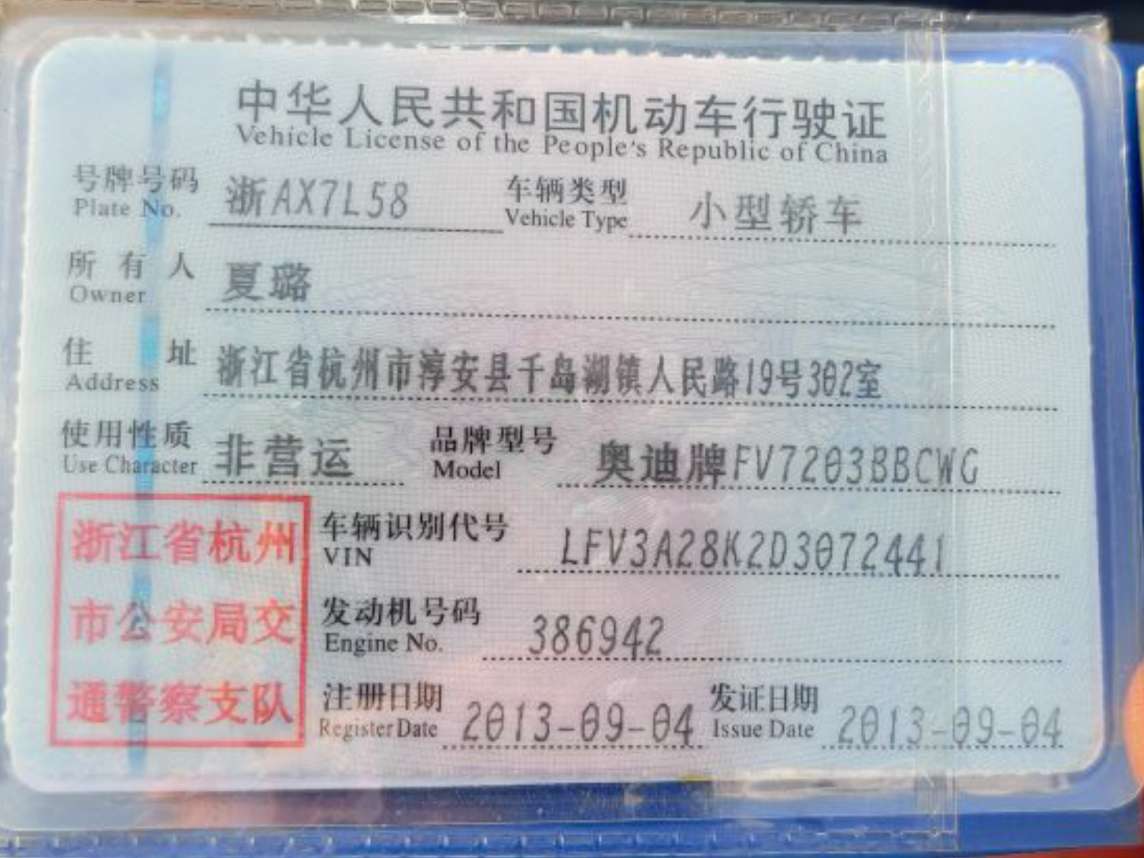 中华人民共和国机动车行驶证
Vehicle License of the People's Republic of China
号牌号码 浙AX7L58 车辆类型 小型轿车
Plate No. Vehicle Type
所有人 夏璐
Owner
住址 浙江省杭州市淳安县千岛湖镇人民路19号302室
Address
使用性质 非营运 品牌型号 奥迪牌FV7203BBCWG
Use Character Model
浙江省杭州
市公安局交
通警察支队
车辆识别代号 LFV3A28K2D3072441
VIN
发动机号码 386942
Engine No.
注册日期 2013-09-04 发证日期 2013-09-04
Register Date Issue Date